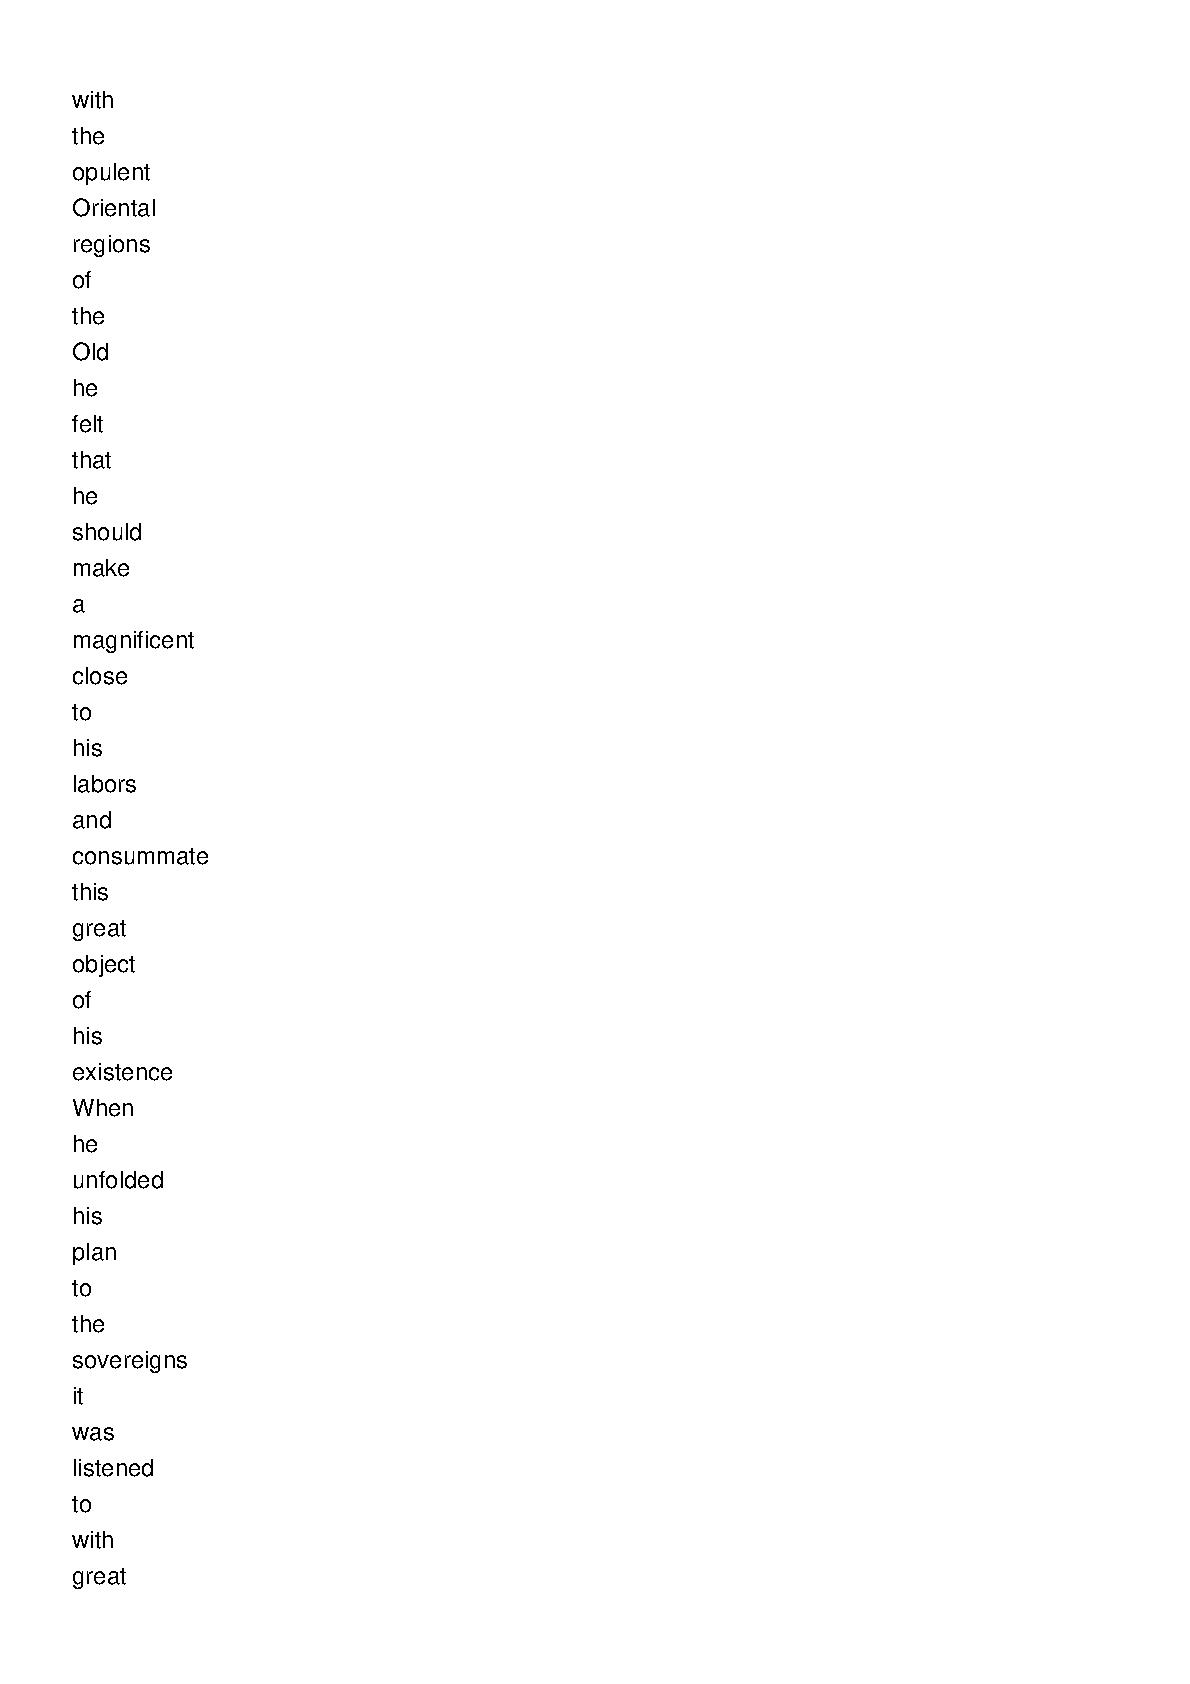 with
the
opulent
Oriental
regions
of
the
Old
he
felt
that
he
should
make
a
magnificent
close
to
his
labors
and
consummate
this
great
object
of
his
existence
When
he
unfolded
his
plan
to
the
sovereigns
it
was
listened
to
with
great